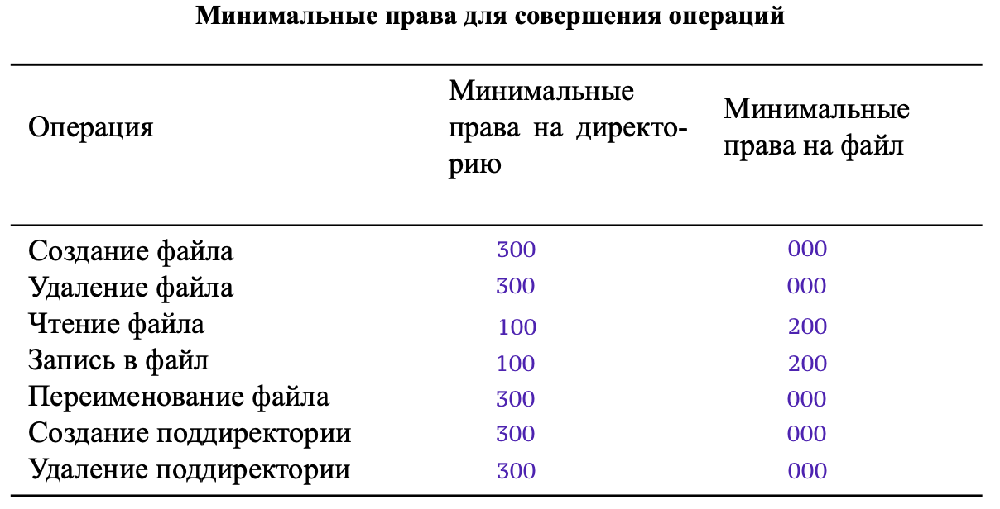 Минимальные права для совершения операций
Операция
Минимальные
права на директо-
рию
Минимальные
права на файл
Создание файла 300 000
Удаление файла 300 000
Чтение файла 100 200
Запись в файл 100 200
Переименование файла 300 000
Создание поддиректории 300 000
Удаление поддиректории 300 000